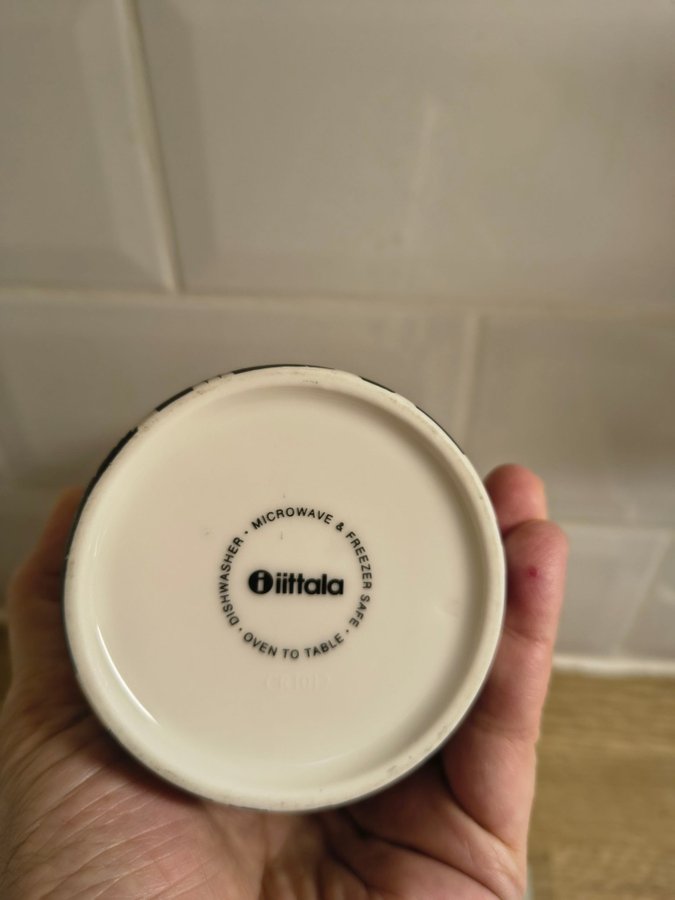 DISHWASHER · MICROWAVE & FREEZER SAFE · OVEN TO TABLE ·
iittala